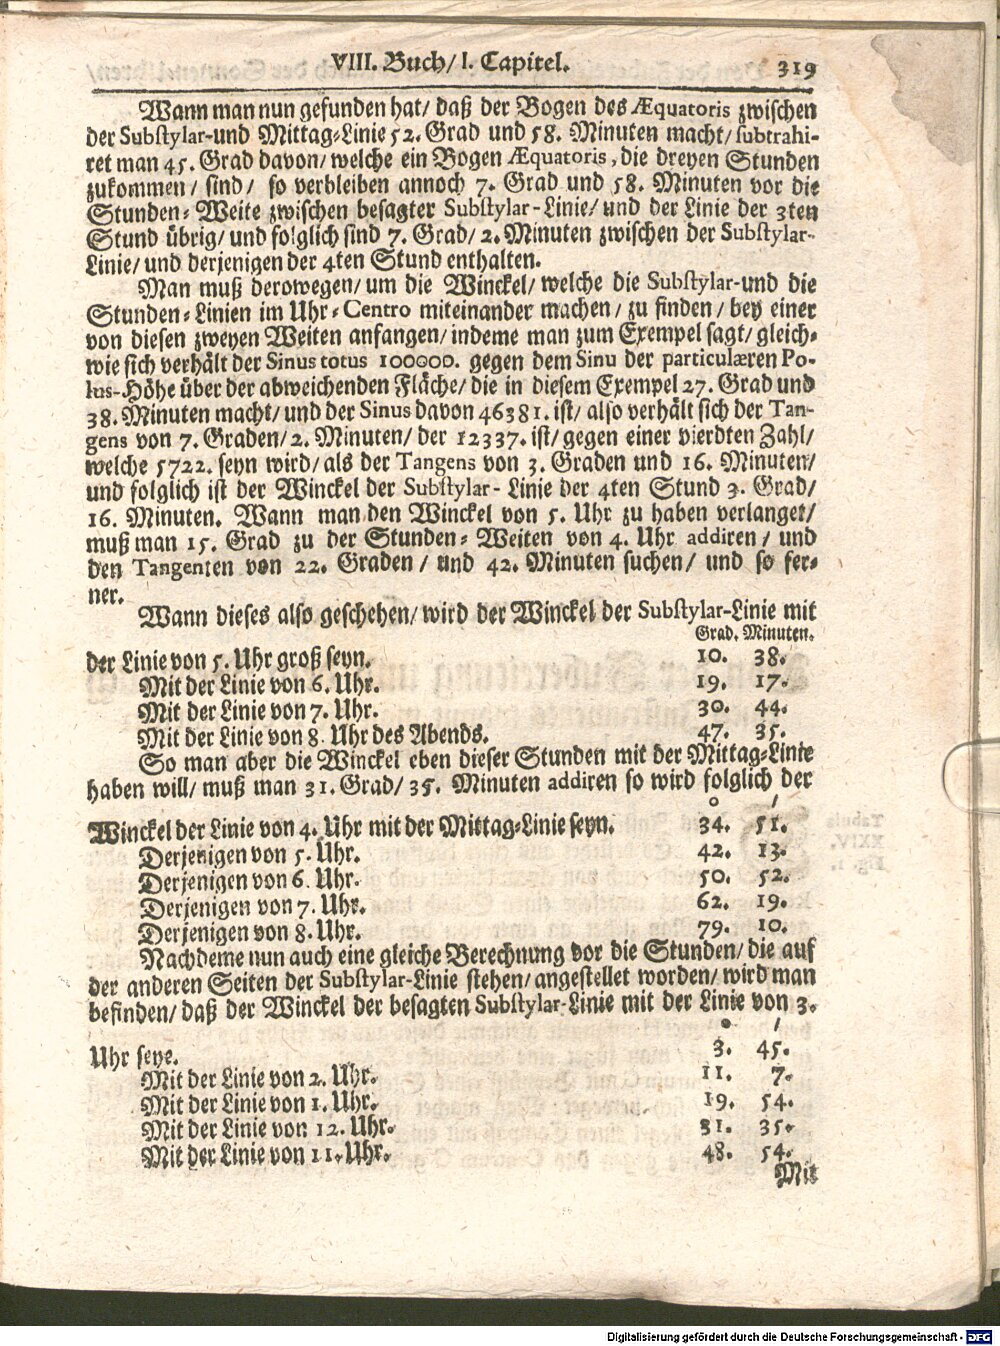 VIII. Buch/ I. Capitel. 319
Wann man nun gefunden hat/ daß der Bogen des Æquatoris zwischen
der Substylar-und Mittag-Linie 52. Grad und 58. Minuten macht/ subtrahi-
ret man 45. Grad davon/ welche ein Bogen Æquatoris, die dreyen Stunden
zukommen/ sind/ so verbleiben annoch 7. Grad und 58. Minuten vor die
Stunden-Weite zwischen besagter Substylar-Linie/ und der Linie der 3ten
Stund übrig/ und folglich sind 7. Grad/ 2. Minuten zwischen der Substylar-
Linie/ und derjenigen der 4ten Stund enthalten.
Man muß derowegen/ um die Winckel/ welche die Substylar-und die
Stunden-Linien im Uhr-Centro miteinander machen/ zu finden/ bey einer
von diesen zweyen Weiten anfangen/ indeme man zum Exempel sagt/ gleich-
wie sich verhält der Sinus totus 100000. gegen dem Sinu der particulæren Po-
lus-Höhe über der abweichenden Fläche/ die in diesem Exempel 27. Grad und
38. Minuten macht/ und der Sinus davon 46381. ist/ also verhält sich der Tan-
gens von 7. Graden/ 2. Minuten/ der 12337. ist/ gegen einer vierdten Zahl/
welche 5722. seyn wird/ als der Tangens von 3. Graden und 16. Minuten/
und folglich ist der Winckel der Substylar-Linie der 4ten Stund 3. Grad/
16. Minuten. Wann man den Winckel von 5. Uhr zu haben verlanget/
muß man 15. Grad zu der Stunden-Weiten von 4. Uhr addiren/ und
den Tangenten von 22. Graden/ und 42. Minuten suchen/ und so fer-
ner.
Wann dieses also geschehen/ wird der Winckel der Substylar-Linie mit
Grad. Minuten.
der Linie von 5. Uhr groß seyn. 10. 38.
Mit der Linie von 6. Uhr. 19. 17.
Mit der Linie von 7. Uhr. 30. 44.
Mit der Linie von 8. Uhr des Abends. 47. 35.
So man aber die Winckel eben dieser Stunden mit der Mittag-Linie
haben will/ muß man 31. Grad/ 35. Minuten addiren so wird folglich der
° ′
Winckel der Linie von 4. Uhr mit der Mittag-Linie seyn. 34. 51.
Derjenigen von 5. Uhr. 42. 13.
Derjenigen von 6. Uhr. 50. 52.
Derjenigen von 7. Uhr. 62. 19.
Derjenigen von 8. Uhr. 79. 10.
Nachdeme nun auch eine gleiche Berechnung vor die Stunden/ die auf
der anderen Seiten der Substylar-Linie stehen/ angestellet worden/ wird man
befinden/ daß der Winckel der besagten Substylar-Linie mit der Linie von 3.
° ′
Uhr seye. 3. 45.
Mit der Linie von 2. Uhr. 11. 7.
Mit der Linie von 1. Uhr. 19. 54.
Mit der Linie von 12. Uhr. 31. 35.
Mit der Linie von 11. Uhr. 48. 54.
Mit
Digitalisierung gefördert durch die Deutsche Forschungsgemeinschaft - DFG